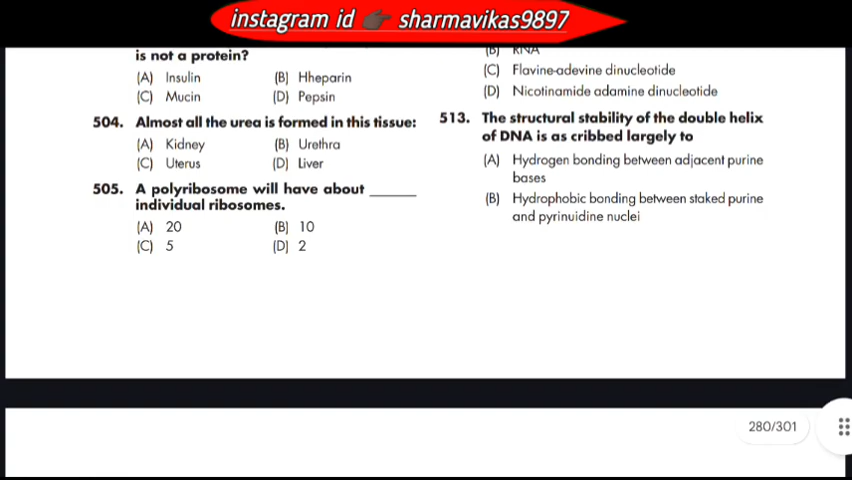 instagram id sharmavikas9897
is not a protein?
(A) Insulin (B) Hheparin
(C) Mucin (D) Pepsin
504. Almost all the urea is formed in this tissue:
(A) Kidney (B) Urethra
(C) Uterus (D) Liver
505. A polyribosome will have about ______
individual ribosomes.
(A) 20 (B) 10
(C) 5 (D) 2
(B) RNA
(C) Flavine-adevine dinucleotide
(D) Nicotinamide adamine dinucleotide
513. The structural stability of the double helix
of DNA is as cribbed largely to
(A) Hydrogen bonding between adjacent purine
bases
(B) Hydrophobic bonding between staked purine
and pyrinuidine nuclei
280/301